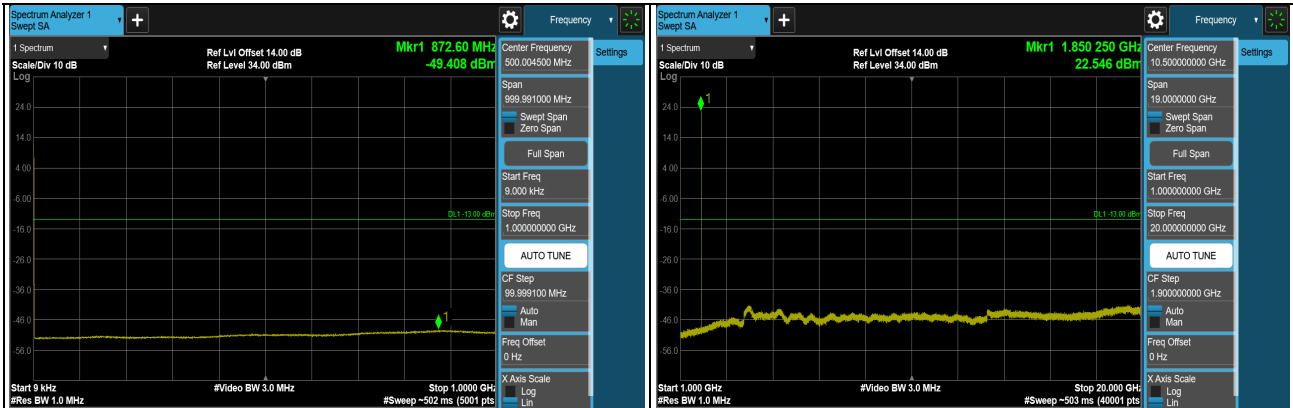 Spectrum Analyzer 1
Swept SA
+
Frequency
1 Spectrum
Scale/Div 10 dB
Log
Ref Lvl Offset 14.00 dB
Ref Level 34.00 dBm
Mkr1 872.60 MHz
-49.408 dBm
24.0
14.0
4.00
-6.00
-16.0
-26.0
-36.0
-46.0
-56.0
DL1 -13.00 dBm
1
Start 9 kHz
#Res BW 1.0 MHz
#Video BW 3.0 MHz
Stop 1.0000 GHz
#Sweep ~502 ms (5001 pts
Center Frequency
500.004500 MHz
Span
999.991000 MHz
Swept Span
Zero Span
Full Span
Start Freq
9.000 kHz
Stop Freq
1.000000000 GHz
AUTO TUNE
CF Step
99.999100 MHz
Auto
Man
Freq Offset
0 Hz
X Axis Scale
Log
Lin
Settings
Spectrum Analyzer 1
Swept SA
+
Frequency
1 Spectrum
Scale/Div 10 dB
Log
Ref Lvl Offset 14.00 dB
Ref Level 34.00 dBm
Mkr1 1.850 250 GHz
22.546 dBm
24.0
14.0
4.00
-6.00
-16.0
-26.0
-36.0
-46.0
-56.0
1
DL1 -13.00 dBm
Start 1.000 GHz
#Res BW 1.0 MHz
#Video BW 3.0 MHz
Stop 20.000 GHz
#Sweep ~503 ms (40001 pts
Center Frequency
10.500000000 GHz
Span
19.0000000 GHz
Swept Span
Zero Span
Full Span
Start Freq
1.000000000 GHz
Stop Freq
20.000000000 GHz
AUTO TUNE
CF Step
1.900000000 GHz
Auto
Man
Freq Offset
0 Hz
X Axis Scale
Log
Lin
Settings